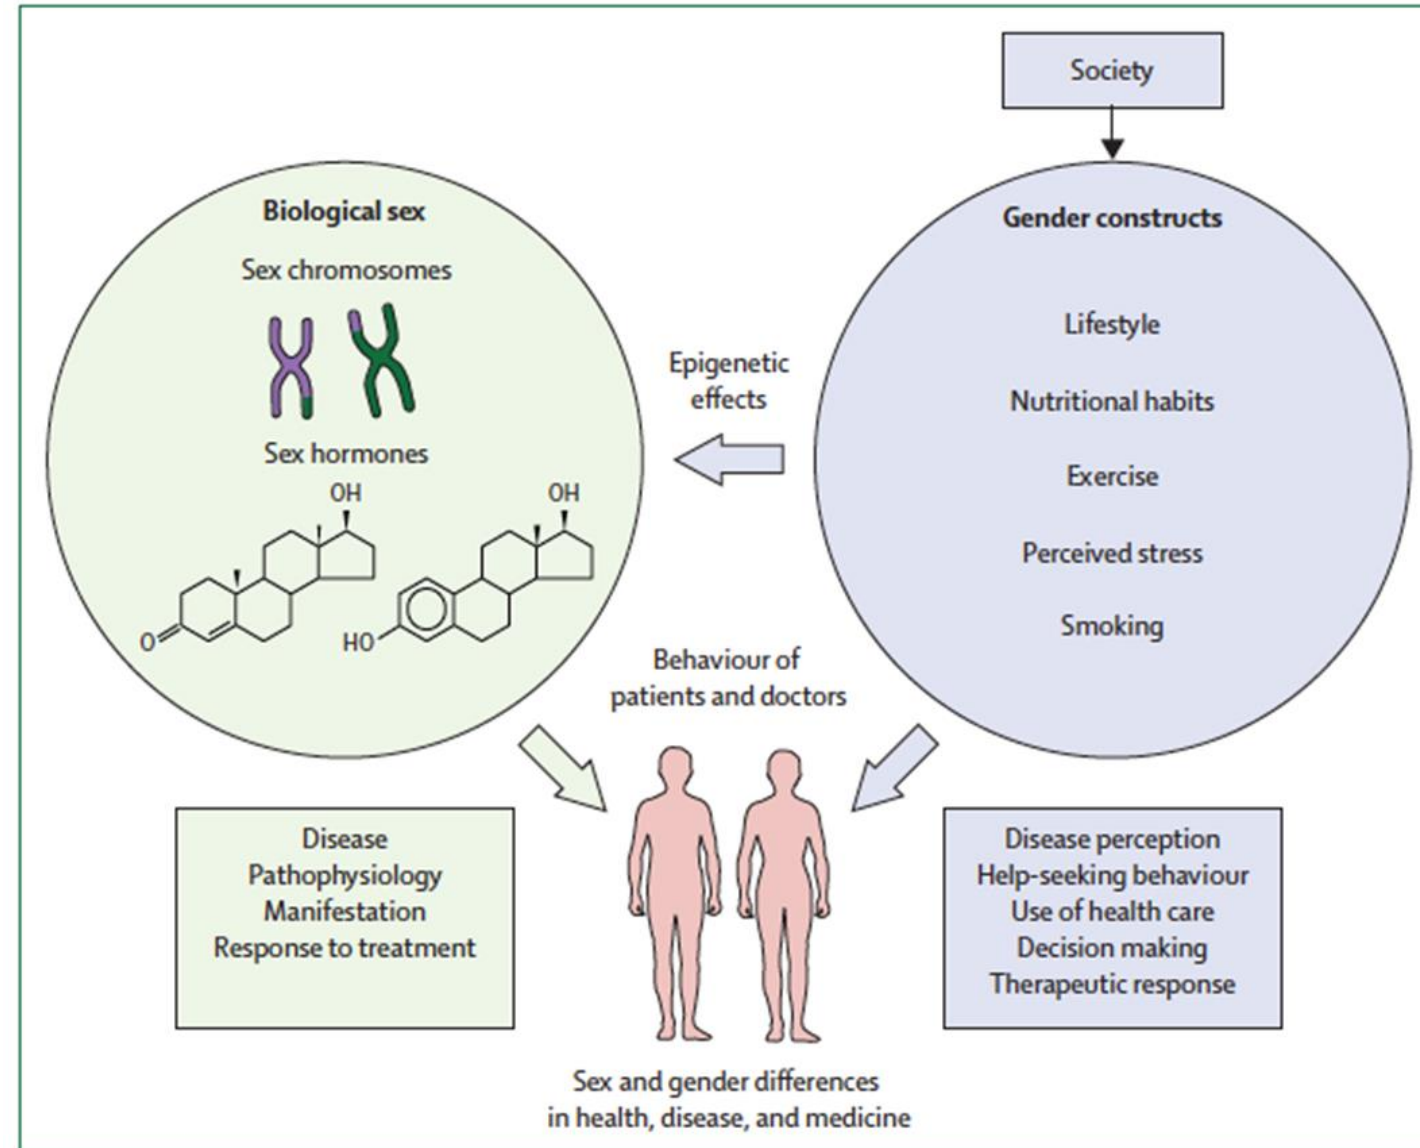 Society
Biological sex
Sex chromosomes
Sex hormones
OH
OH
O
HO
Epigenetic
effects
Gender constructs
Lifestyle
Nutritional habits
Exercise
Perceived stress
Smoking
Behaviour of
patients and doctors
Disease
Pathophysiology
Manifestation
Response to treatment
Disease perception
Help-seeking behaviour
Use of health care
Decision making
Therapeutic response
Sex and gender differences
in health, disease, and medicine